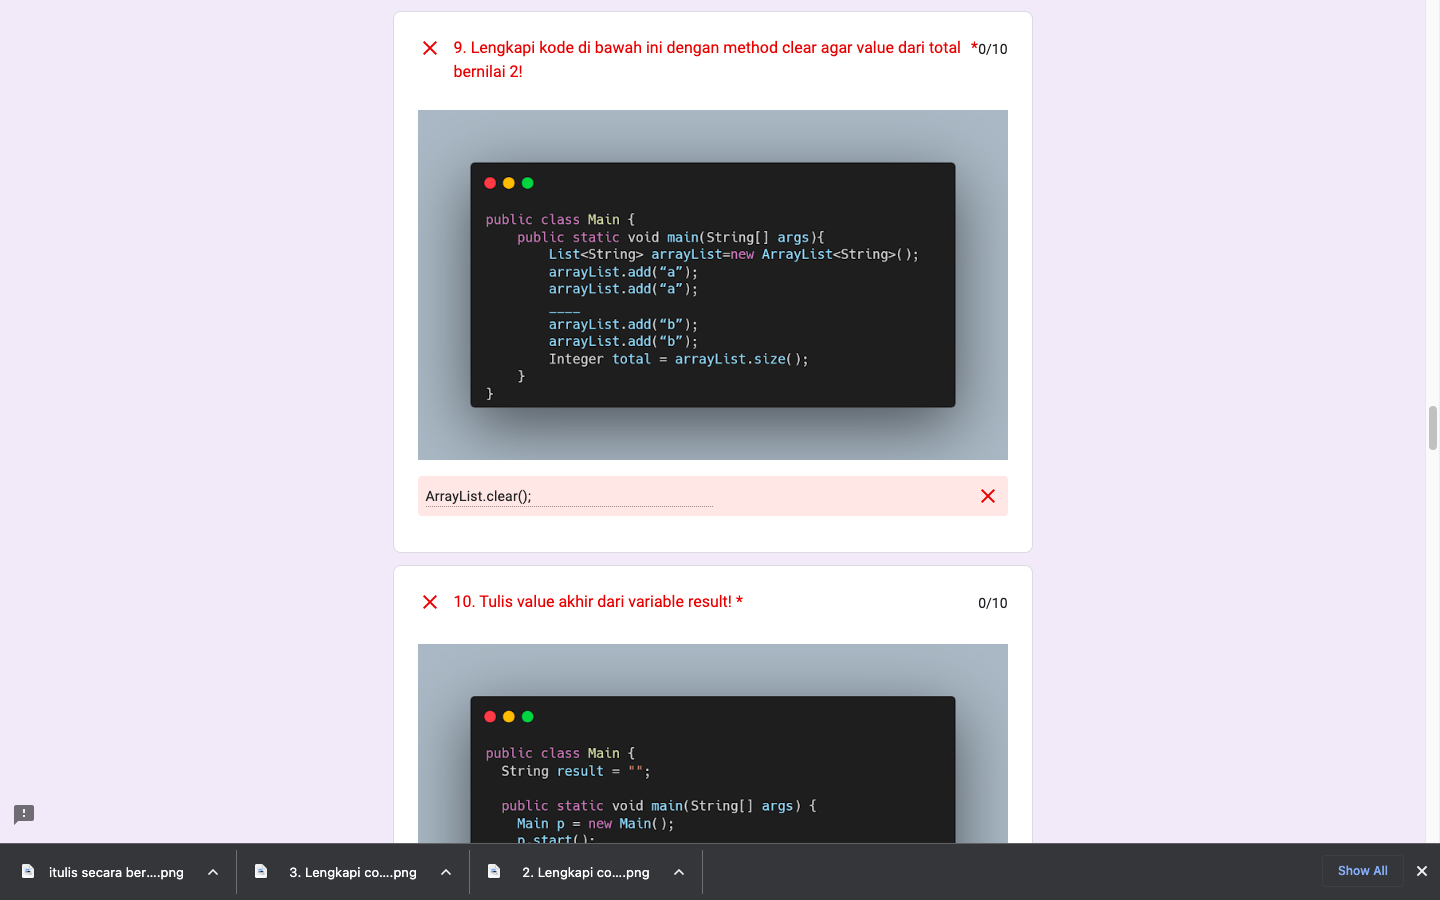 9. Lengkapi kode di bawah ini dengan method clear agar value dari total *0/10
bernilai 2!
public class Main {
public static void main(String[] args){
List<String> arrayList=new ArrayList<String>();
arrayList.add(“a”);
arrayList.add(“a”);
____
arrayList.add(“b”);
arrayList.add(“b”);
Integer total = arrayList.size();
}
}
ArrayList.clear();
10. Tulis value akhir dari variable result! * 0/10
public class Main {
String result = "";
public static void main(String[] args) {
Main p = new Main();
p.start();
itulis secara ber....png
3. Lengkapi co....png
2. Lengkapi co....png
Show All